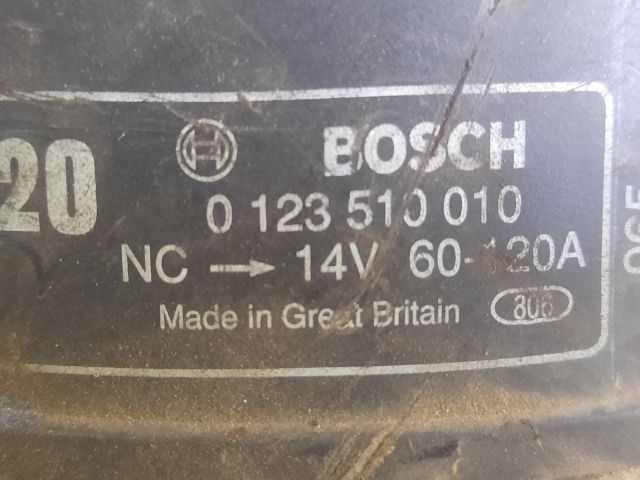 20
BOSCH
0 123 510 010
NC → 14V 60-120A
Made in Great Britain 806